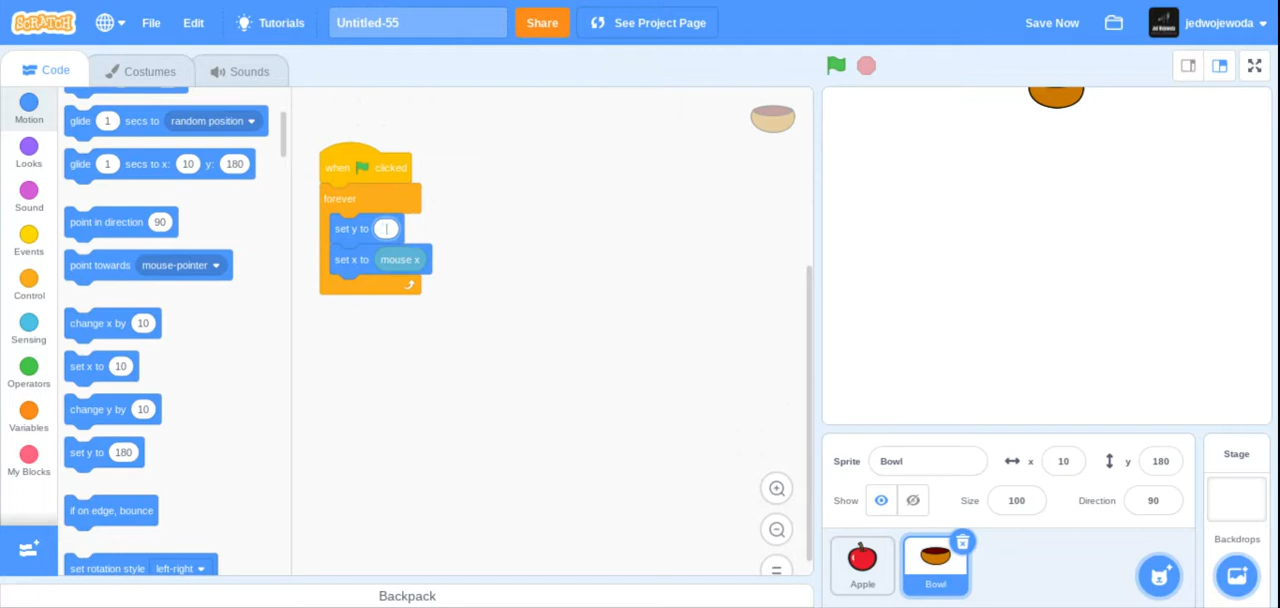 SCRATCH File Edit Tutorials Untitled-55 Share See Project Page Save Now jedwojewoda
Code Costumes Sounds
Motion
Looks
Sound
Events
Control
Sensing
Operators
Variables
My Blocks
glide 1 secs to random position
glide 1 secs to x: 10 y: 180
point in direction 90
point towards mouse-pointer
change x by 10
set x to 10
change y by 10
set y to 180
if on edge, bounce
set rotation style left-right
when clicked
forever
set y to
set x to mouse x
Backpack
Sprite Bowl x 10 y 180
Show Size 100 Direction 90
Apple
Bowl
Stage
Backdrops